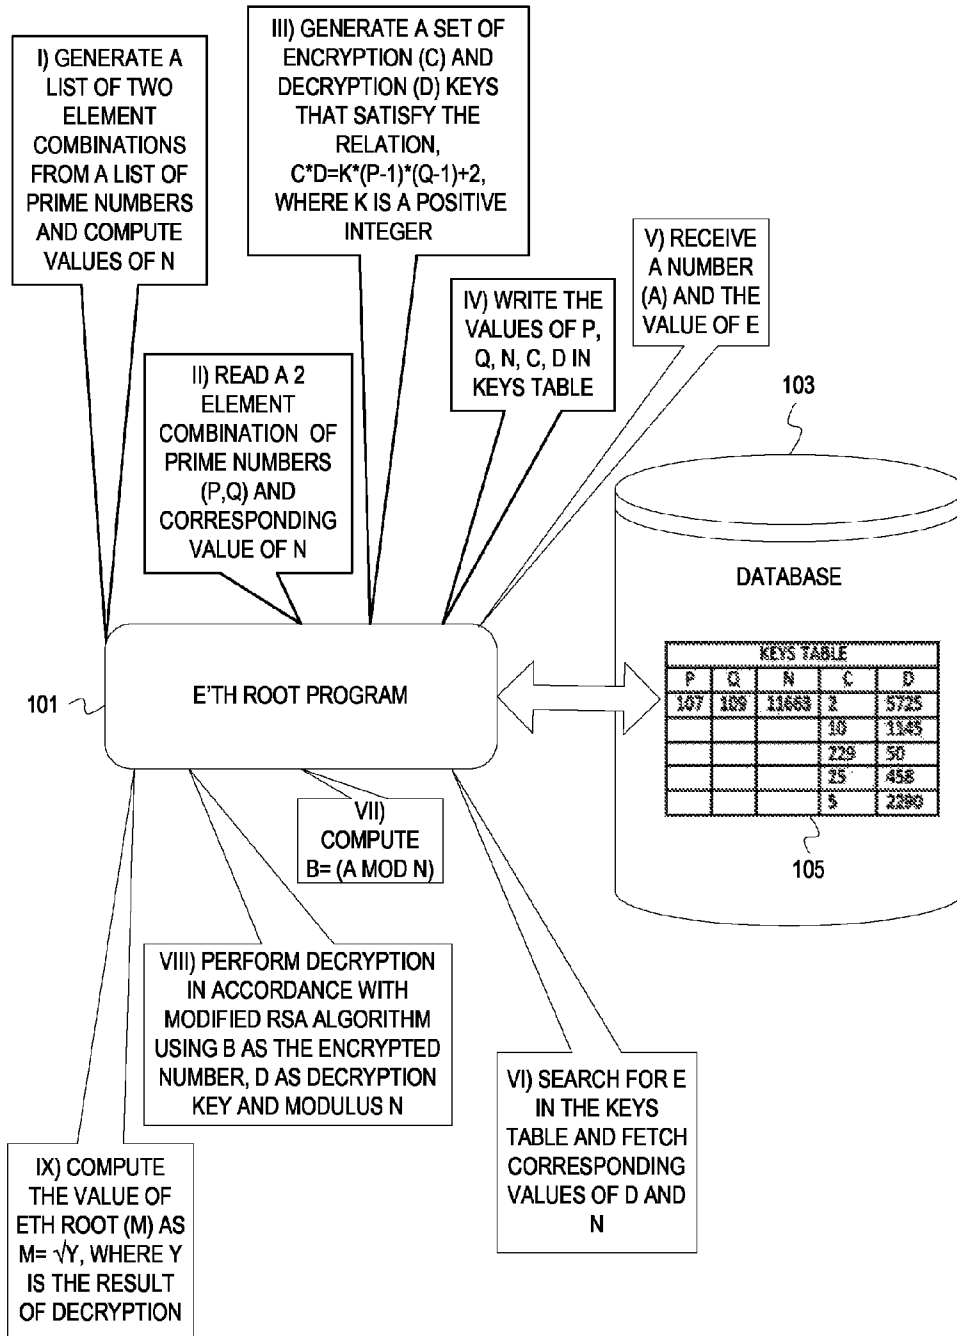 I) GENERATE A
LIST OF TWO
ELEMENT
COMBINATIONS
FROM A LIST OF
PRIME NUMBERS
AND COMPUTE
VALUES OF N
III) GENERATE A SET OF
ENCRYPTION (C) AND
DECRYPTION (D) KEYS
THAT SATISFY THE
RELATION,
C*D=K*(P-1)*(Q-1)+2,
WHERE K IS A POSITIVE
INTEGER
V) RECEIVE
A NUMBER
(A) AND THE
VALUE OF E
IV) WRITE THE
VALUES OF P,
Q, N, C, D IN
KEYS TABLE
II) READ A 2
ELEMENT
COMBINATION OF
PRIME NUMBERS
(P,Q) AND
CORRESPONDING
VALUE OF N
103
DATABASE
KEYS TABLE
P Q N C D
107 109 11663 2 5725
10 1145
229 50
25 458
5 2290
105
E'TH ROOT PROGRAM
101
VII)
COMPUTE
B= (A MOD N)
VIII) PERFORM DECRYPTION
IN ACCORDANCE WITH
MODIFIED RSA ALGORITHM
USING B AS THE ENCRYPTED
NUMBER, D AS DECRYPTION
KEY AND MODULUS N
VI) SEARCH FOR E
IN THE KEYS
TABLE AND FETCH
CORRESPONDING
VALUES OF D AND
N
IX) COMPUTE
THE VALUE OF
ETH ROOT (M) AS
M= √Y, WHERE Y
IS THE RESULT
OF DECRYPTION